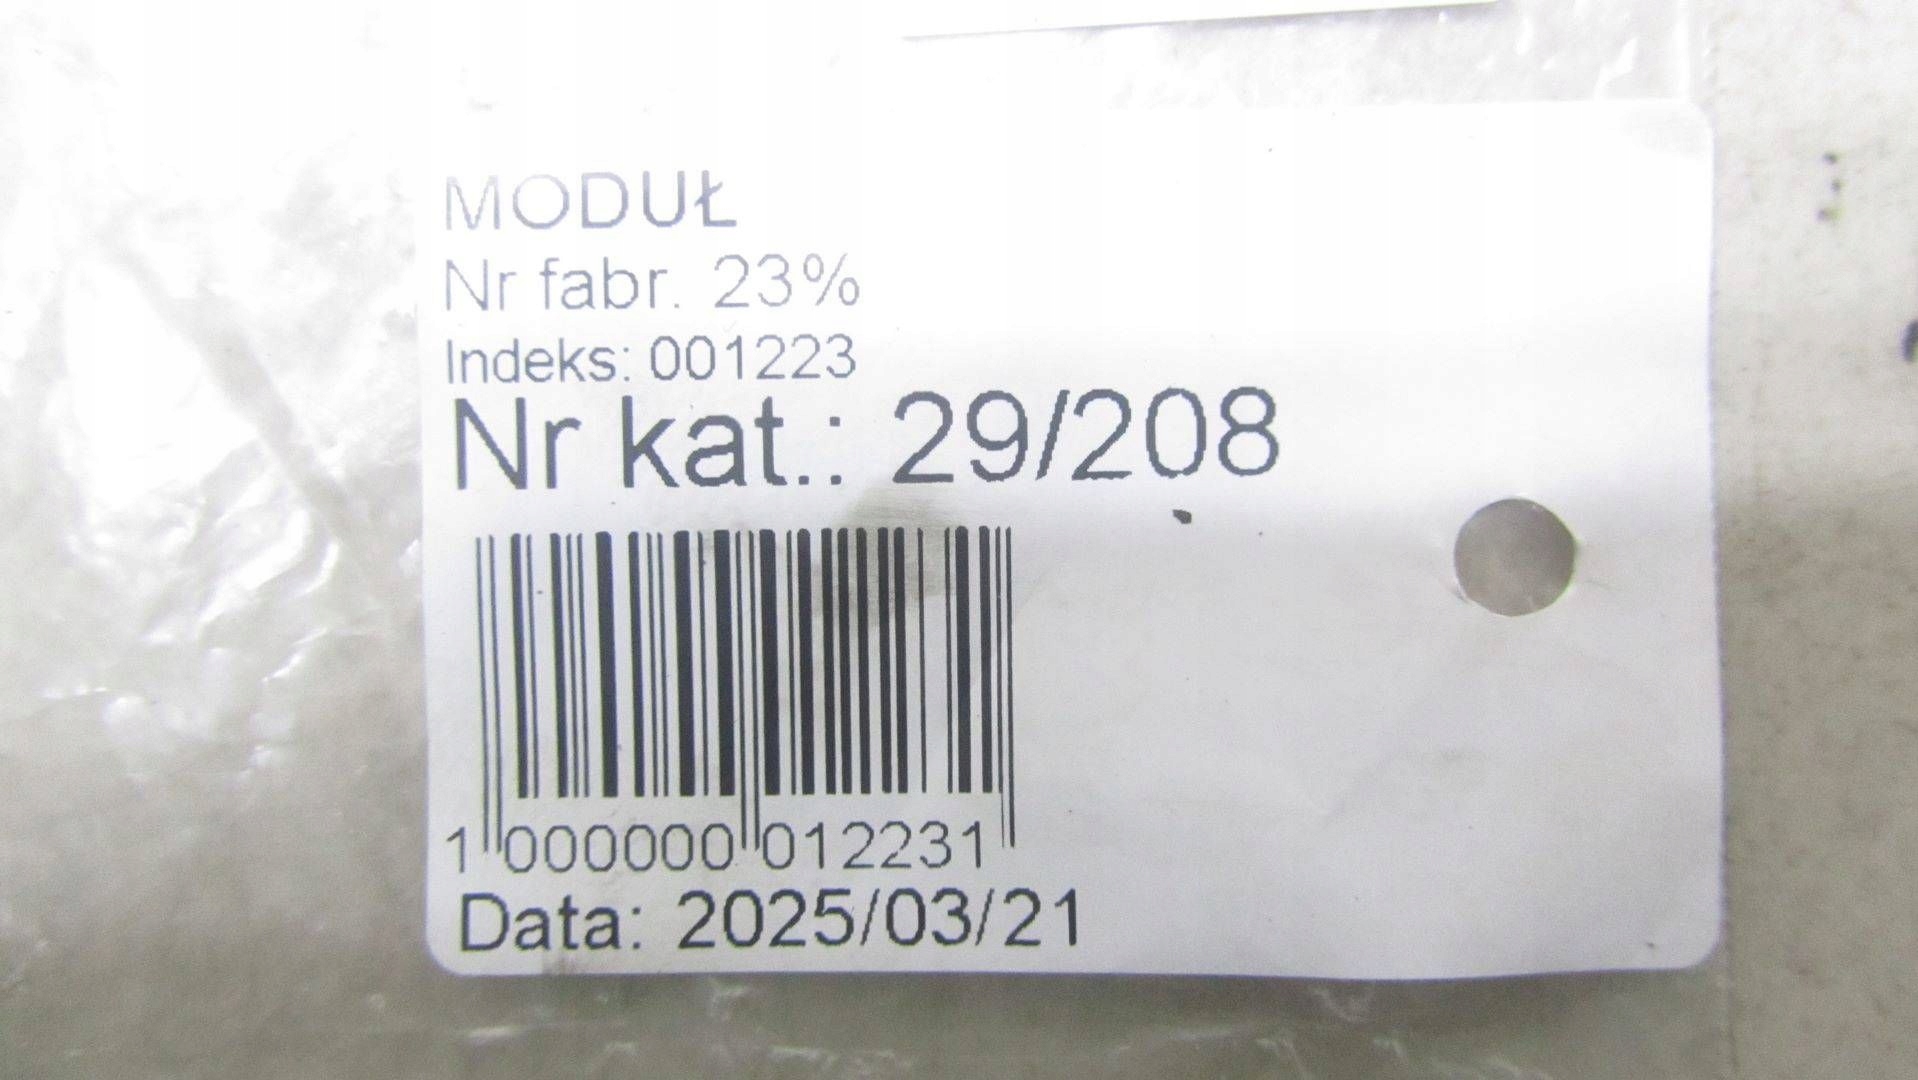 MODUŁ
Nr fabr. 23%
Indeks: 001223
Nr kat.: 29/208
1 000000 012231
Data: 2025/03/21